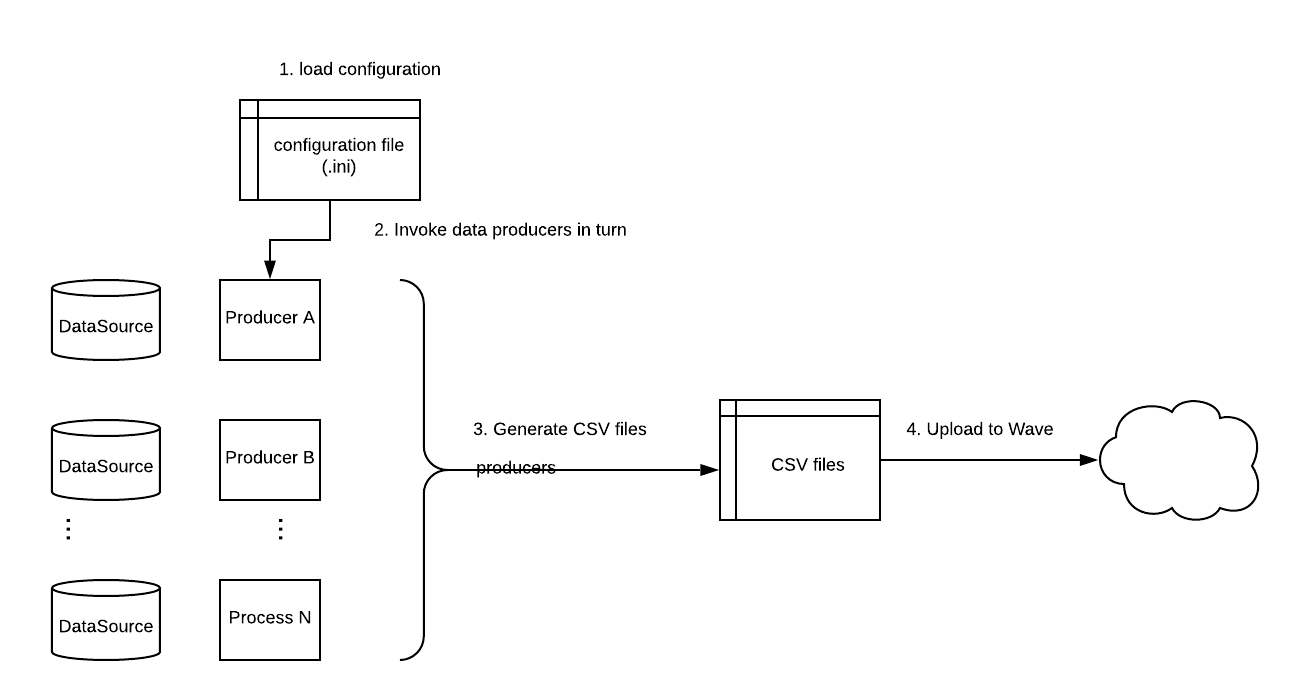 1. load configuration
configuration file
(.ini)
2. Invoke data producers in turn
DataSource
Producer A
DataSource
Producer B
3. Generate CSV files
producers
CSV files
4. Upload to Wave
DataSource
Process N